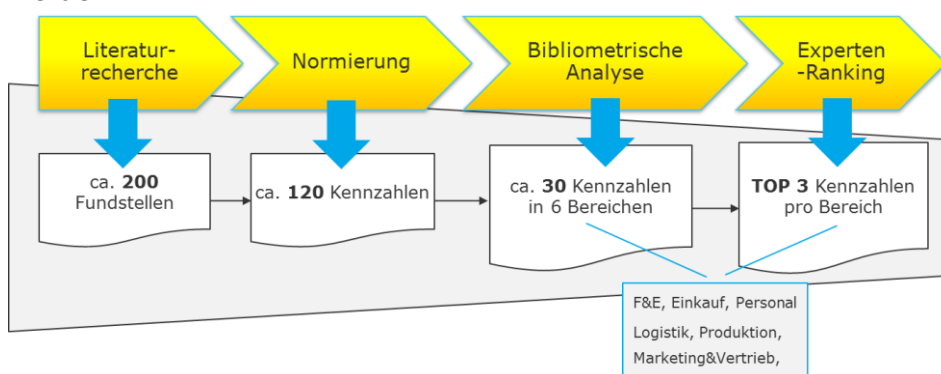 Literatur-
recherche
Normierung
Bibliometrische
Analyse
Experten
-Ranking
ca. 200
Fundstellen
ca. 120 Kennzahlen
ca. 30 Kennzahlen
in 6 Bereichen
TOP 3 Kennzahlen
pro Bereich
F&E, Einkauf, Personal
Logistik, Produktion,
Marketing&Vertrieb,